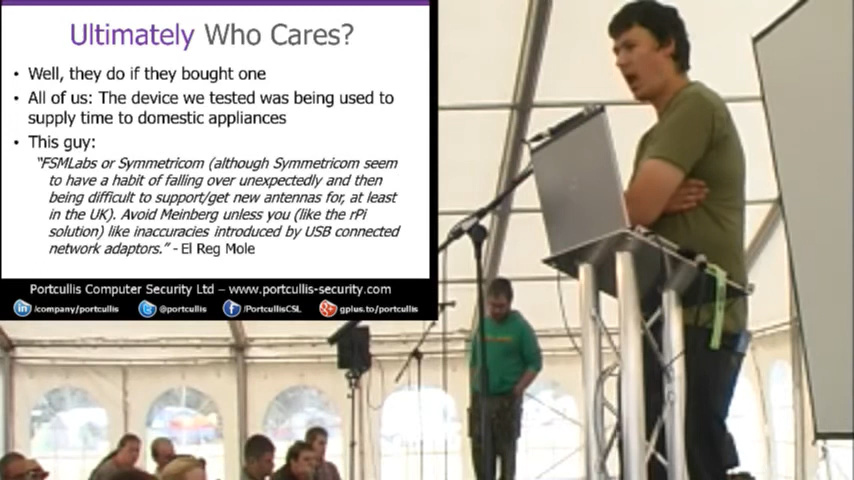 Ultimately Who Cares?
• Well, they do if they bought one
• All of us: The device we tested was being used to
supply time to domestic appliances
• This guy:
"FSMLabs or Symmetricom (although Symmetricom seem
to have a habit of falling over unexpectedly and then
being difficult to support/get new antennas for, at least
in the UK). Avoid Meinberg unless you (like the rPi
solution) like inaccuracies introduced by USB connected
network adaptors." - El Reg Mole
Portcullis Computer Security Ltd – www.portcullis-security.com
in /company/portcullis @portcullis f /PortcullisCSL g+ gplus.to/portcullis